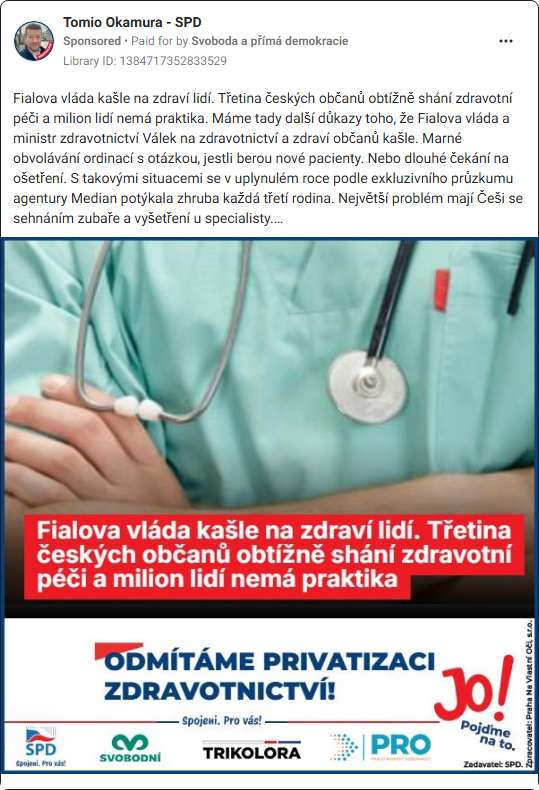 Tomio Okamura - SPD
Sponsored • Paid for by Svoboda a přímá demokracie
Library ID: 1384717352833529
Fialova vláda kašle na zdraví lidí. Třetina českých občanů obtížně shání zdravotní
péči a milion lidí nemá praktika. Máme tady další důkazy toho, že Fialova vláda a
ministr zdravotnictví Válek na zdravotnictví a zdraví občanů kašle. Marné
obvolávání ordinací s otázkou, jestli berou nové pacienty. Nebo dlouhé čekání na
ošetření. S takovými situacemi se v uplynulém roce podle exkluzivního průzkumu
agentury Median potýkala zhruba každá třetí rodina. Největší problém mají Češi se
sehnáním zubaře a vyšetření u specialisty....
Fialova vláda kašle na zdraví lidí. Třetina
českých občanů obtížně shání zdravotní
péči a milion lidí nemá praktika
ODMÍTÁME PRIVATIZACI
ZDRAVOTNICTVÍ!
Spojeni. Pro vás!
Jo!
Pojďme
na to.
SPD
Spojeni. Pro vás!
SVOBODNÍ
TRIKOLORA
PRO
Zadavatel: SPD.
Zpracovatel: Praha Na Vlastní Oči, s.r.o.